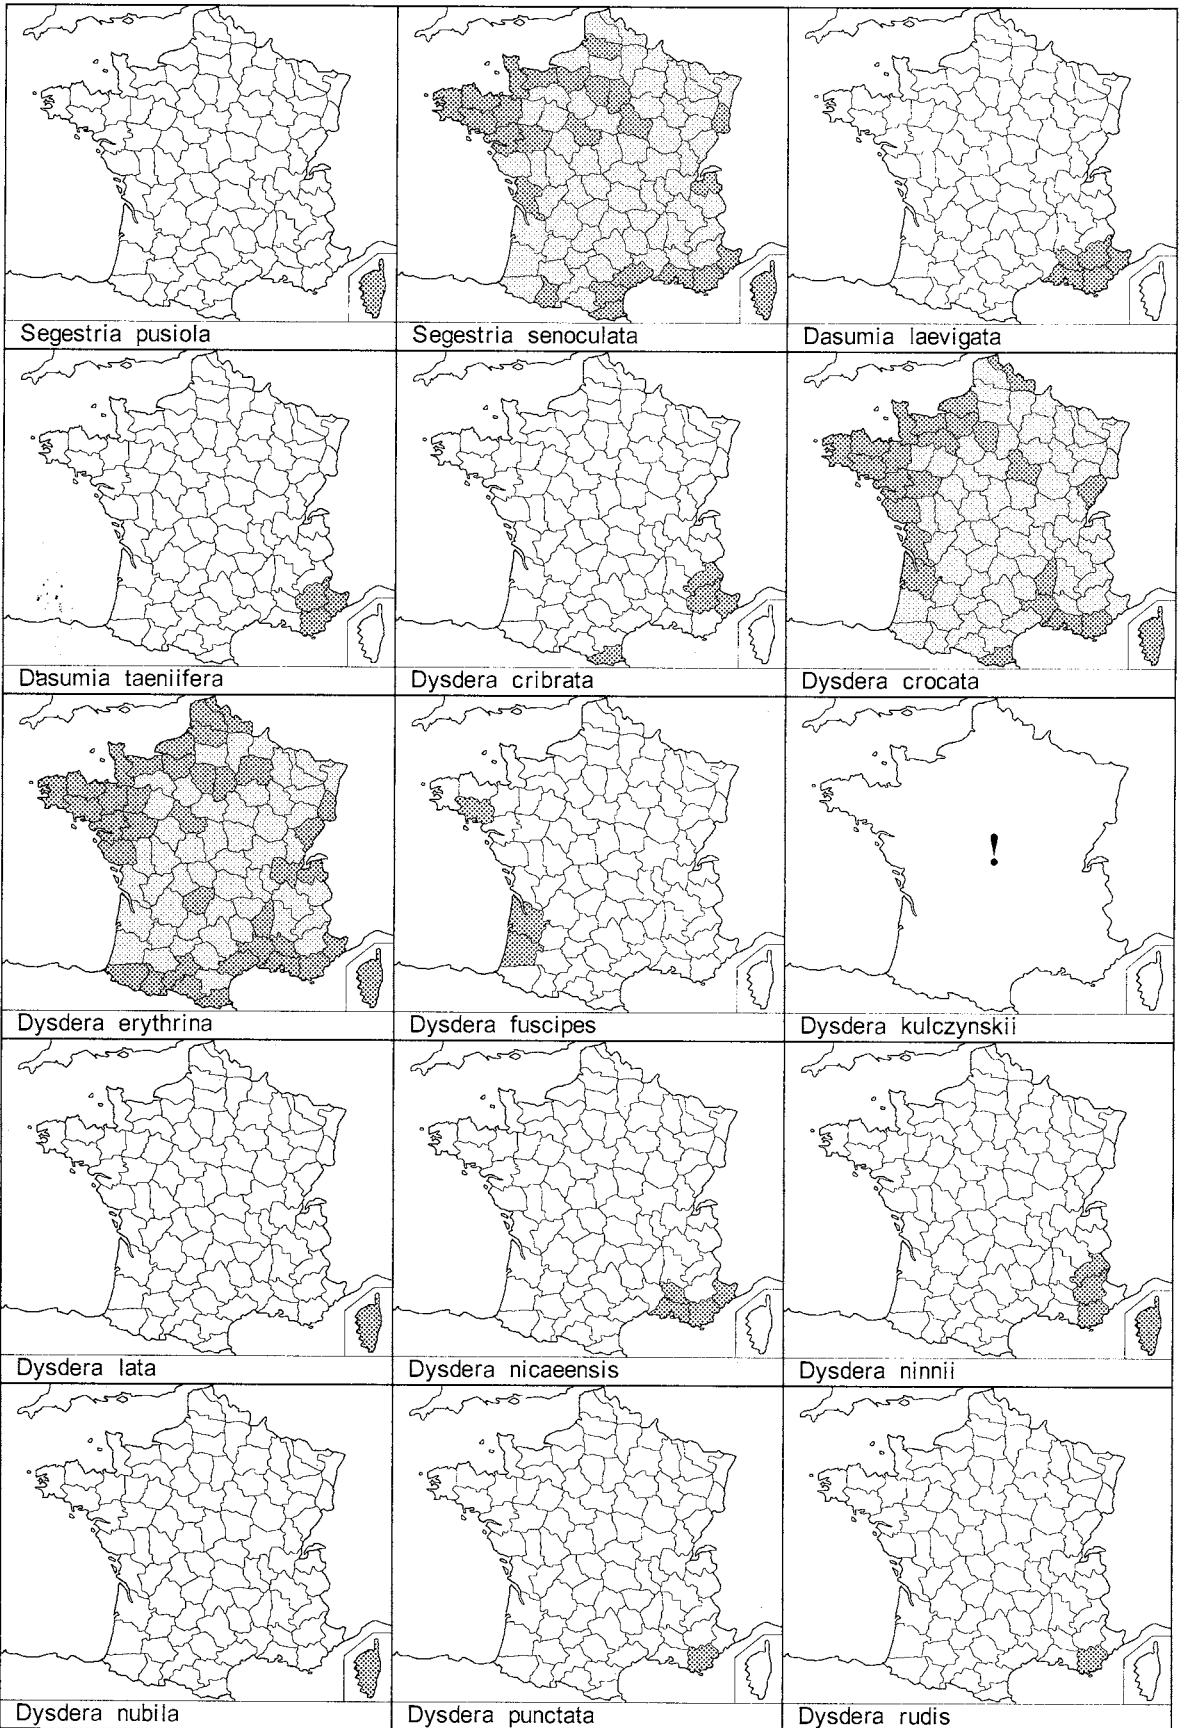 Segestria pusiola
Segestria senoculata
Dasumia laevigata
Dasumia taeniifera
Dysdera cribrata
Dysdera crocata
!
Dysdera erythrina
Dysdera fuscipes
Dysdera kulczynskii
Dysdera lata
Dysdera nicaeensis
Dysdera ninnii
Dysdera nubila
Dysdera punctata
Dysdera rudis